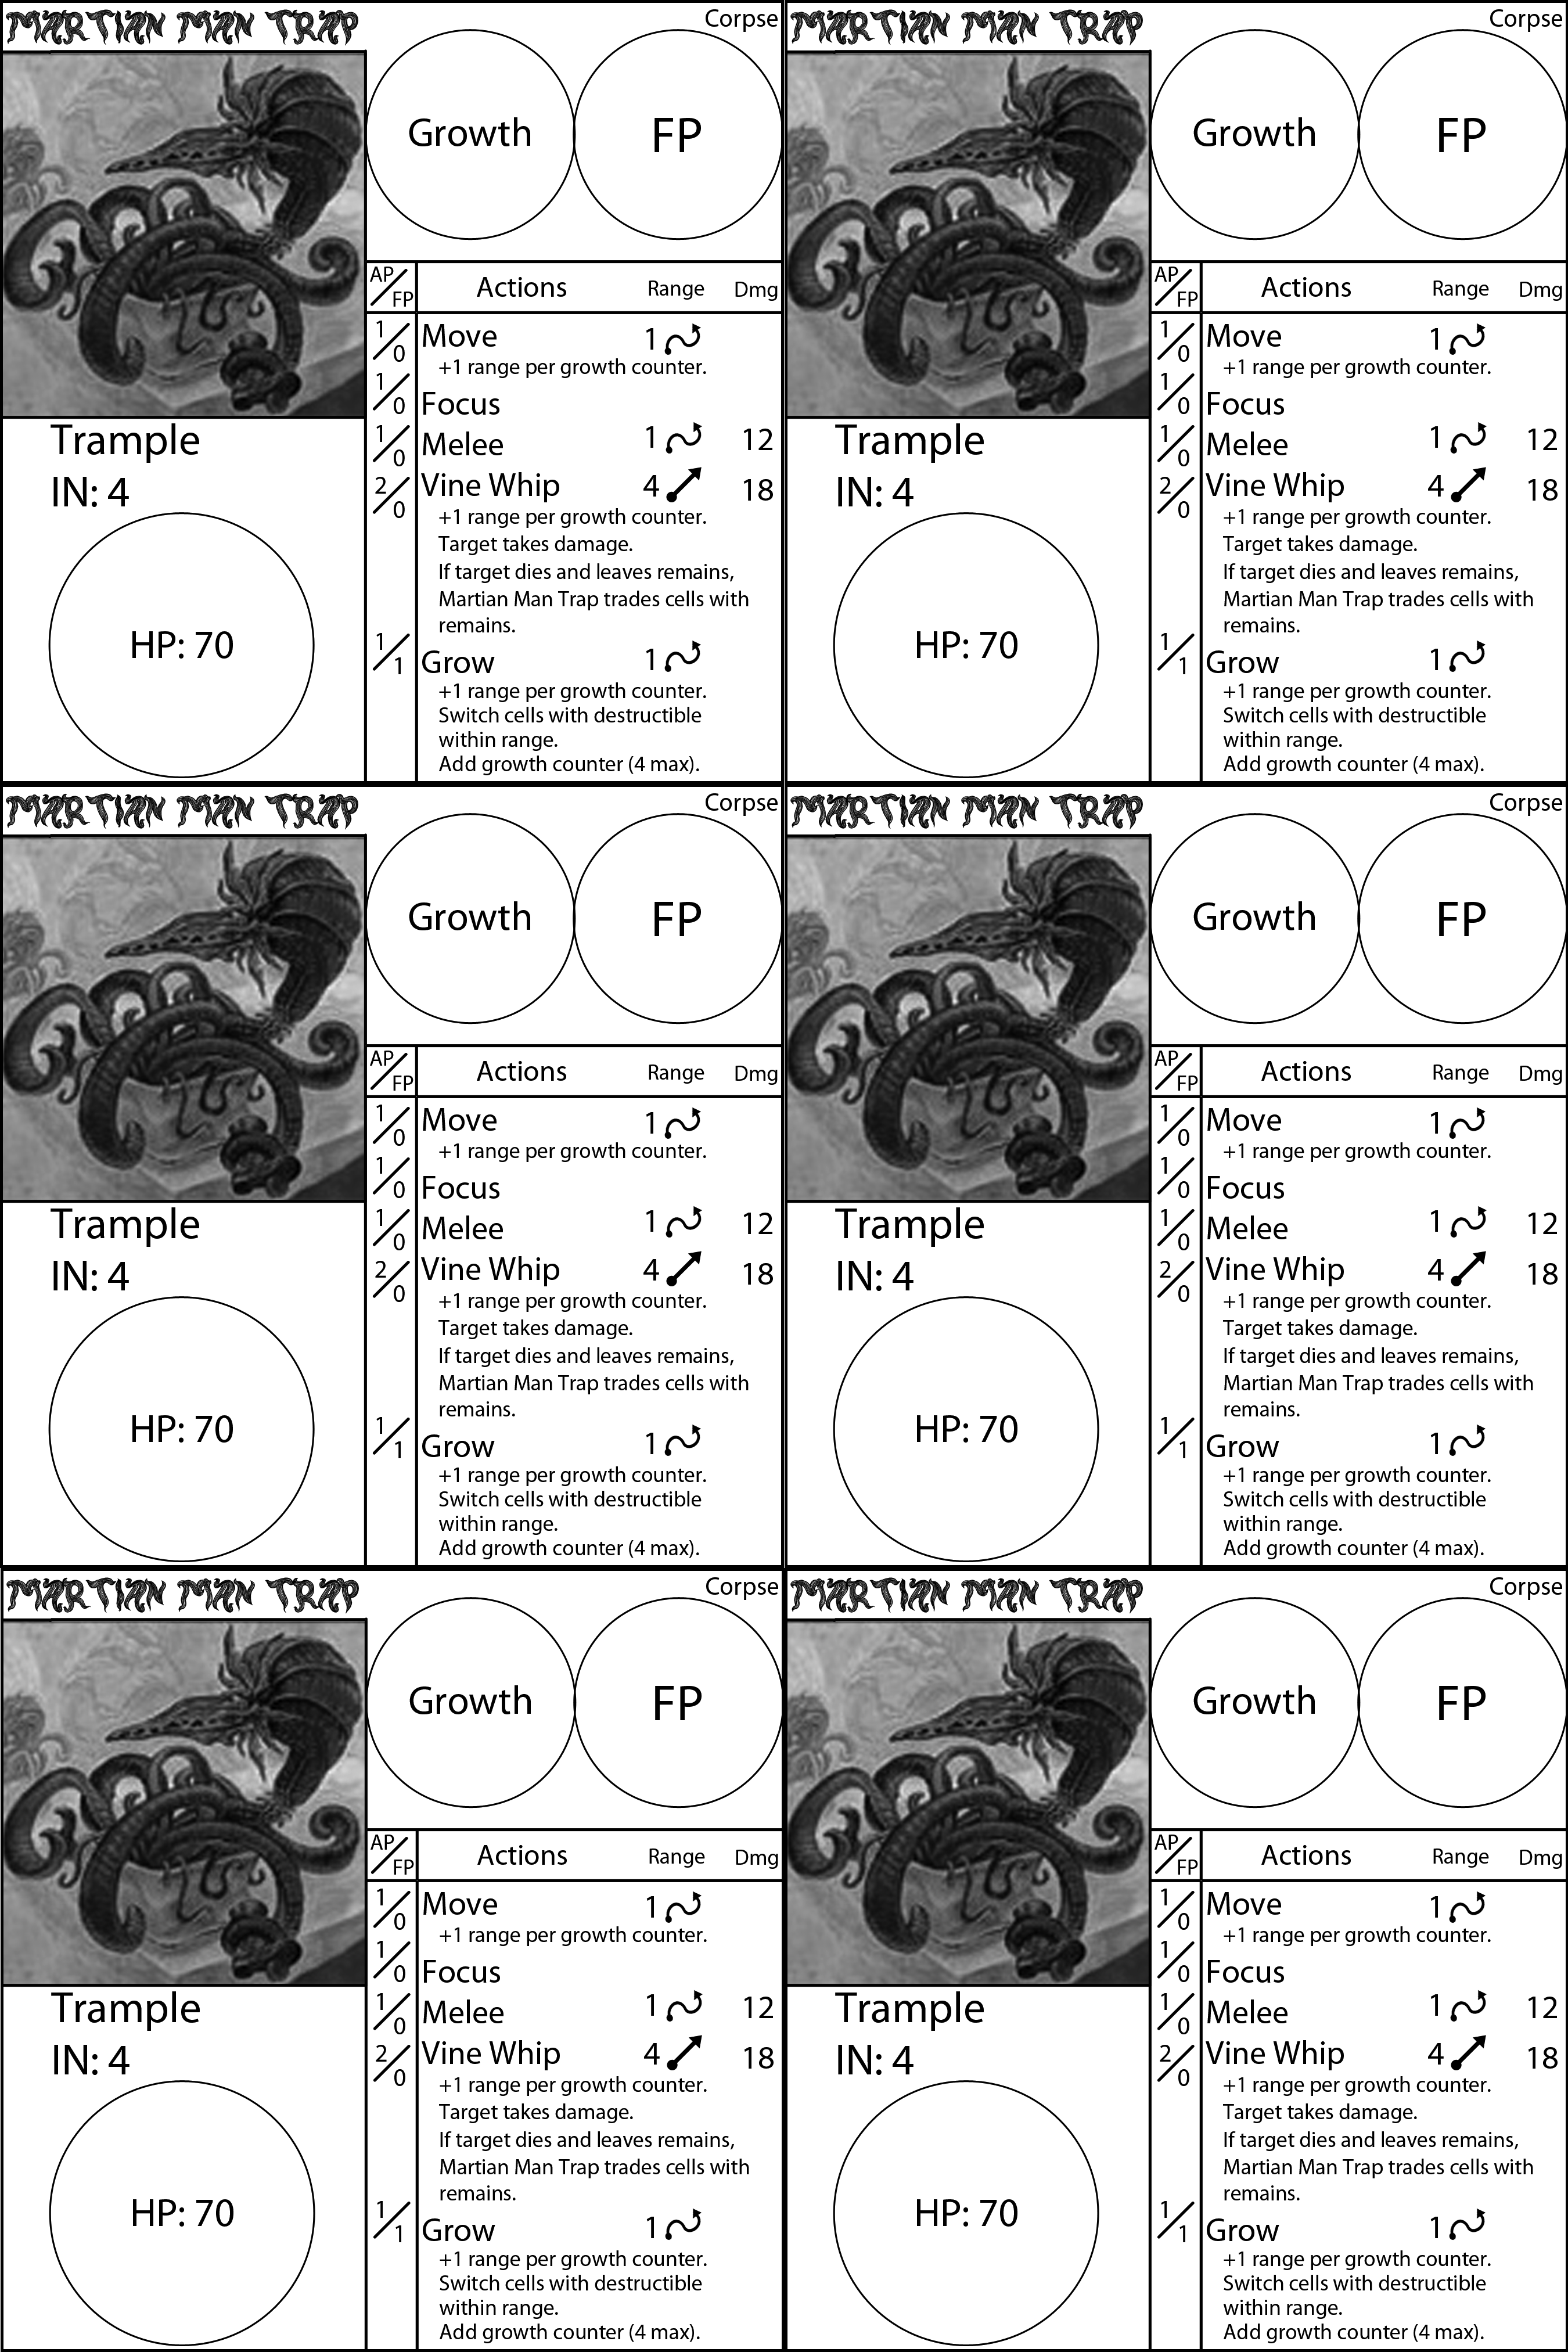 MARTIAN MAN TRAP
Corpse
Growth FP
AP/FP Actions Range Dmg
1/0 Move 1
+1 range per growth counter.
1/0 Focus
1/0 Melee 1 12
2/0 Vine Whip 4 18
+1 range per growth counter.
Target takes damage.
If target dies and leaves remains,
Martian Man Trap trades cells with
remains.
1/1 Grow 1
+1 range per growth counter.
Switch cells with destructible
within range.
Add growth counter (4 max).
Trample
IN: 4
HP: 70
MARTIAN MAN TRAP
Corpse
Growth FP
AP/FP Actions Range Dmg
1/0 Move 1
+1 range per growth counter.
1/0 Focus
1/0 Melee 1 12
2/0 Vine Whip 4 18
+1 range per growth counter.
Target takes damage.
If target dies and leaves remains,
Martian Man Trap trades cells with
remains.
1/1 Grow 1
+1 range per growth counter.
Switch cells with destructible
within range.
Add growth counter (4 max).
Trample
IN: 4
HP: 70
MARTIAN MAN TRAP
Corpse
Growth FP
AP/FP Actions Range Dmg
1/0 Move 1
+1 range per growth counter.
1/0 Focus
1/0 Melee 1 12
2/0 Vine Whip 4 18
+1 range per growth counter.
Target takes damage.
If target dies and leaves remains,
Martian Man Trap trades cells with
remains.
1/1 Grow 1
+1 range per growth counter.
Switch cells with destructible
within range.
Add growth counter (4 max).
Trample
IN: 4
HP: 70
MARTIAN MAN TRAP
Corpse
Growth FP
AP/FP Actions Range Dmg
1/0 Move 1
+1 range per growth counter.
1/0 Focus
1/0 Melee 1 12
2/0 Vine Whip 4 18
+1 range per growth counter.
Target takes damage.
If target dies and leaves remains,
Martian Man Trap trades cells with
remains.
1/1 Grow 1
+1 range per growth counter.
Switch cells with destructible
within range.
Add growth counter (4 max).
Trample
IN: 4
HP: 70
MARTIAN MAN TRAP
Corpse
Growth FP
AP/FP Actions Range Dmg
1/0 Move 1
+1 range per growth counter.
1/0 Focus
1/0 Melee 1 12
2/0 Vine Whip 4 18
+1 range per growth counter.
Target takes damage.
If target dies and leaves remains,
Martian Man Trap trades cells with
remains.
1/1 Grow 1
+1 range per growth counter.
Switch cells with destructible
within range.
Add growth counter (4 max).
Trample
IN: 4
HP: 70
MARTIAN MAN TRAP
Corpse
Growth FP
AP/FP Actions Range Dmg
1/0 Move 1
+1 range per growth counter.
1/0 Focus
1/0 Melee 1 12
2/0 Vine Whip 4 18
+1 range per growth counter.
Target takes damage.
If target dies and leaves remains,
Martian Man Trap trades cells with
remains.
1/1 Grow 1
+1 range per growth counter.
Switch cells with destructible
within range.
Add growth counter (4 max).
Trample
IN: 4
HP: 70